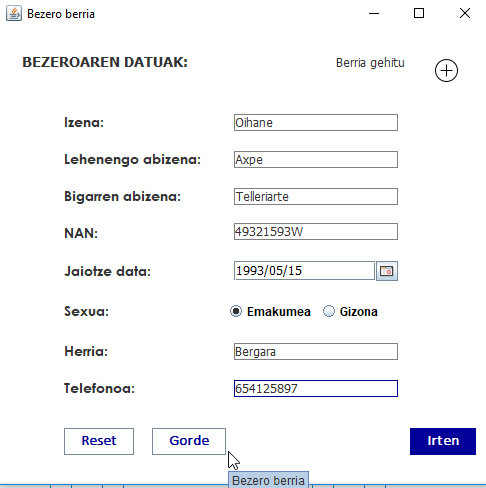 Bezero berria
BEZEROAREN DATUAK:
Berria gehitu
Izena: Oihane
Lehenengo abizena: Axpe
Bigarren abizena: Telleriarte
NAN: 49321593W
Jaiotze data: 1993/05/15
Sexua: Emakumea Gizona
Herria: Bergara
Telefonoa: 654125897
Reset Gorde Irten
Bezero berria